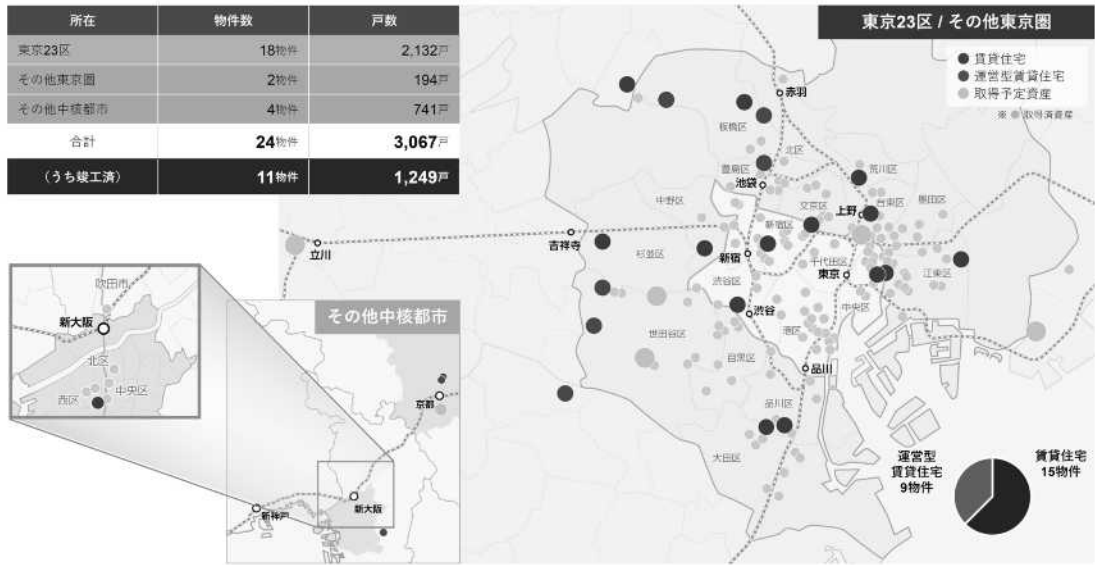 所在 物件数 戸数
東京23区 18物件 2,132戸
その他東京圏 2物件 194戸
その他中核都市 4物件 741戸
合計 24物件 3,067戸
（うち竣工済） 11物件 1,249戸
東京23区 / その他東京圏
賃貸住宅
運営型賃貸住宅
取得予定資産
※ 取得済資産
赤羽
板橋区
北区
豊島区
池袋
荒川区
中野区
文京区
上野
台東区
墨田区
新宿区
吉祥寺
立川
杉並区
新宿
千代田区
東京
江東区
渋谷区
中央区
渋谷
港区
世田谷区
目黒区
品川
品川区
大田区
その他中核都市
吹田市
新大阪
北区
中央区
西区
京都
新大阪
新神戸
運営型
賃貸住宅
9物件
賃貸住宅
15物件